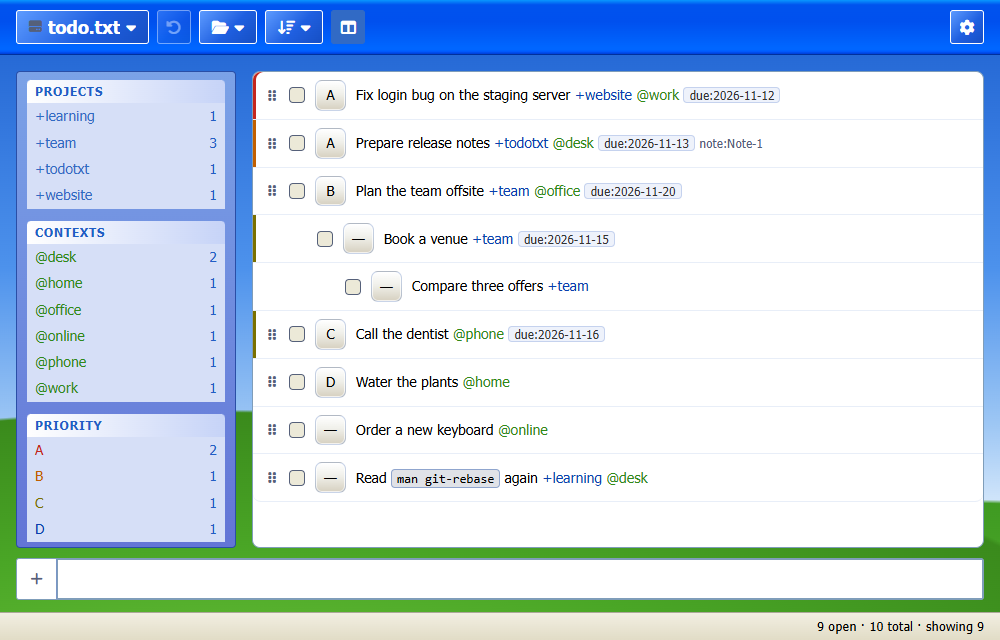 todo.txt
PROJECTS
+learning 1
+team 3
+todotxt 1
+website 1
CONTEXTS
@desk 2
@home 1
@office 1
@online 1
@phone 1
@work 1
PRIORITY
A 2
B 1
C 1
D 1
A Fix login bug on the staging server +website @work due:2026-11-12
A Prepare release notes +todotxt @desk due:2026-11-13 note:Note-1
B Plan the team offsite +team @office due:2026-11-20
— Book a venue +team due:2026-11-15
— Compare three offers +team
C Call the dentist @phone due:2026-11-16
D Water the plants @home
— Order a new keyboard @online
— Read man git-rebase again +learning @desk
+
9 open · 10 total · showing 9